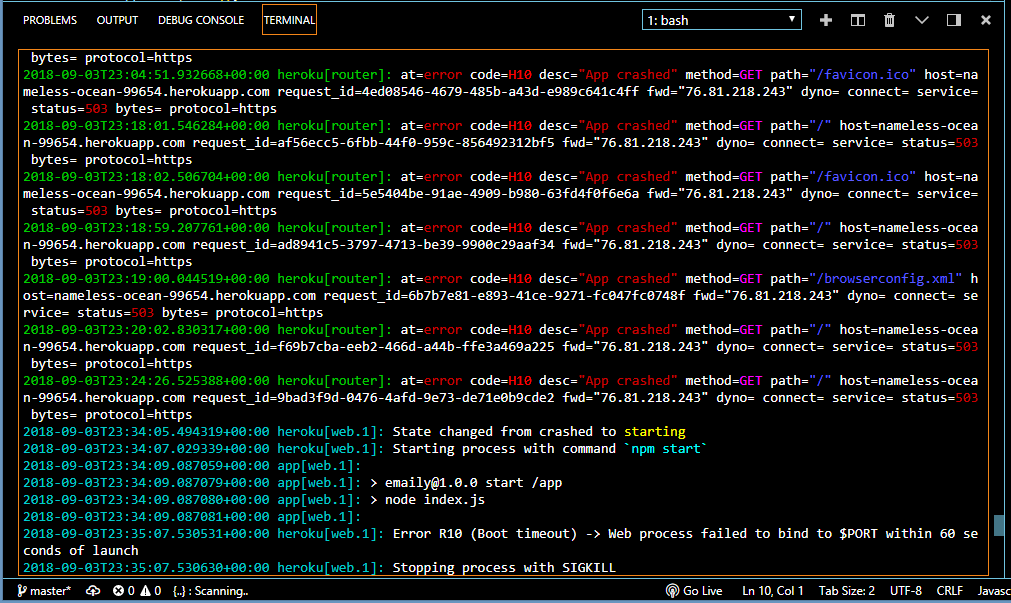 PROBLEMS OUTPUT DEBUG CONSOLE TERMINAL 1: bash
bytes= protocol=https
2018-09-03T23:04:51.932668+00:00 heroku[router]: at=error code=H10 desc="App crashed" method=GET path="/favicon.ico" host=na
meless-ocean-99654.herokuapp.com request_id=4ed08546-4679-485b-a43d-e989c641c4ff fwd="76.81.218.243" dyno= connect= service=
status=503 bytes= protocol=https
2018-09-03T23:18:01.546284+00:00 heroku[router]: at=error code=H10 desc="App crashed" method=GET path="/" host=nameless-ocea
n-99654.herokuapp.com request_id=af56ecc5-6fbb-44f0-959c-856492312bf5 fwd="76.81.218.243" dyno= connect= service= status=503
bytes= protocol=https
2018-09-03T23:18:02.506704+00:00 heroku[router]: at=error code=H10 desc="App crashed" method=GET path="/favicon.ico" host=na
meless-ocean-99654.herokuapp.com request_id=5e5404be-91ae-4909-b980-63fd4f0f6e6a fwd="76.81.218.243" dyno= connect= service=
status=503 bytes= protocol=https
2018-09-03T23:18:59.207761+00:00 heroku[router]: at=error code=H10 desc="App crashed" method=GET path="/" host=nameless-ocea
n-99654.herokuapp.com request_id=ad8941c5-3797-4713-be39-9900c29aaf34 fwd="76.81.218.243" dyno= connect= service= status=503
bytes= protocol=https
2018-09-03T23:19:00.044519+00:00 heroku[router]: at=error code=H10 desc="App crashed" method=GET path="/browserconfig.xml" h
ost=nameless-ocean-99654.herokuapp.com request_id=6b7b7e81-e893-41ce-9271-fc047fc0748f fwd="76.81.218.243" dyno= connect= se
rvice= status=503 bytes= protocol=https
2018-09-03T23:20:02.830317+00:00 heroku[router]: at=error code=H10 desc="App crashed" method=GET path="/" host=nameless-ocea
n-99654.herokuapp.com request_id=f69b7cba-eeb2-466d-a44b-ffe3a469a225 fwd="76.81.218.243" dyno= connect= service= status=503
bytes= protocol=https
2018-09-03T23:24:26.525388+00:00 heroku[router]: at=error code=H10 desc="App crashed" method=GET path="/" host=nameless-ocea
n-99654.herokuapp.com request_id=9bad3f9d-0476-4afd-9e73-de71e0b9cde2 fwd="76.81.218.243" dyno= connect= service= status=503
bytes= protocol=https
2018-09-03T23:34:05.494319+00:00 heroku[web.1]: State changed from crashed to starting
2018-09-03T23:34:07.029339+00:00 heroku[web.1]: Starting process with command `npm start`
2018-09-03T23:34:09.087059+00:00 app[web.1]:
2018-09-03T23:34:09.087079+00:00 app[web.1]: > emaily@1.0.0 start /app
2018-09-03T23:34:09.087080+00:00 app[web.1]: > node index.js
2018-09-03T23:34:09.087081+00:00 app[web.1]:
2018-09-03T23:35:07.530531+00:00 heroku[web.1]: Error R10 (Boot timeout) -> Web process failed to bind to $PORT within 60 se
conds of launch
2018-09-03T23:35:07.530630+00:00 heroku[web.1]: Stopping process with SIGKILL
master* 0 0 {..} : Scanning.. Go Live Ln 10, Col 1 Tab Size: 2 UTF-8 CRLF Javasc